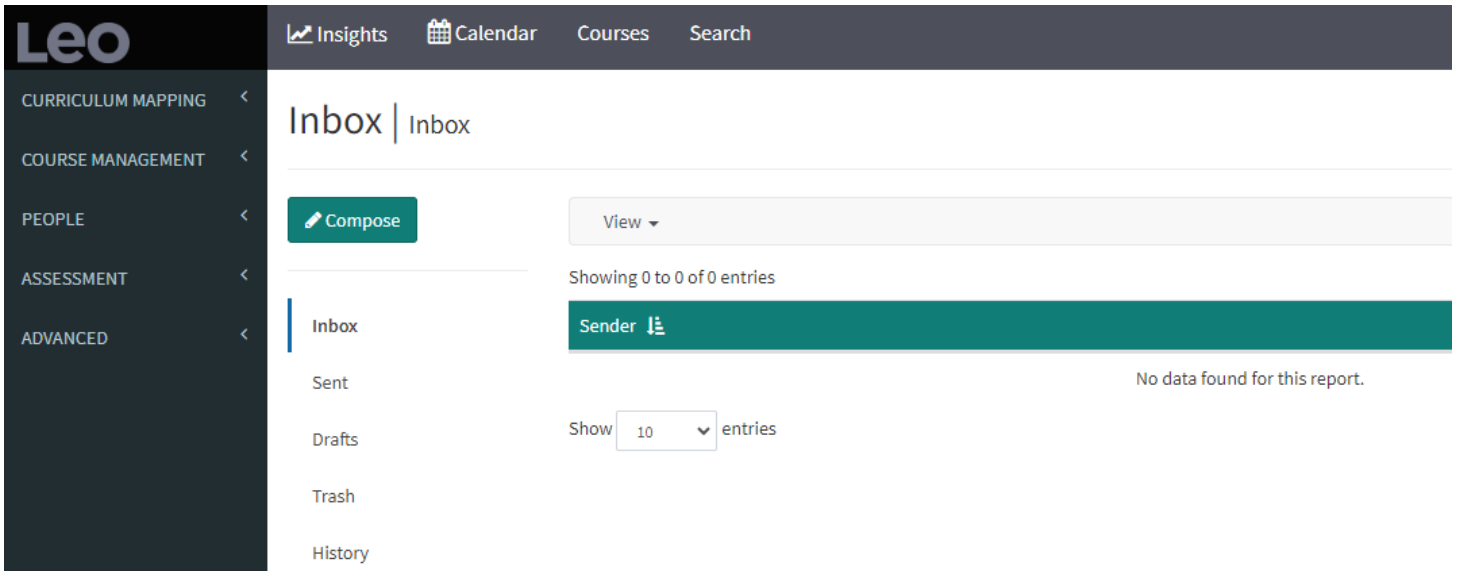 Leo
Insights Calendar Courses Search
CURRICULUM MAPPING
COURSE MANAGEMENT
PEOPLE
ASSESSMENT
ADVANCED
Inbox | Inbox
Compose
Inbox
Sent
Drafts
Trash
History
View
Showing 0 to 0 of 0 entries
Sender
No data found for this report.
Show 10 entries